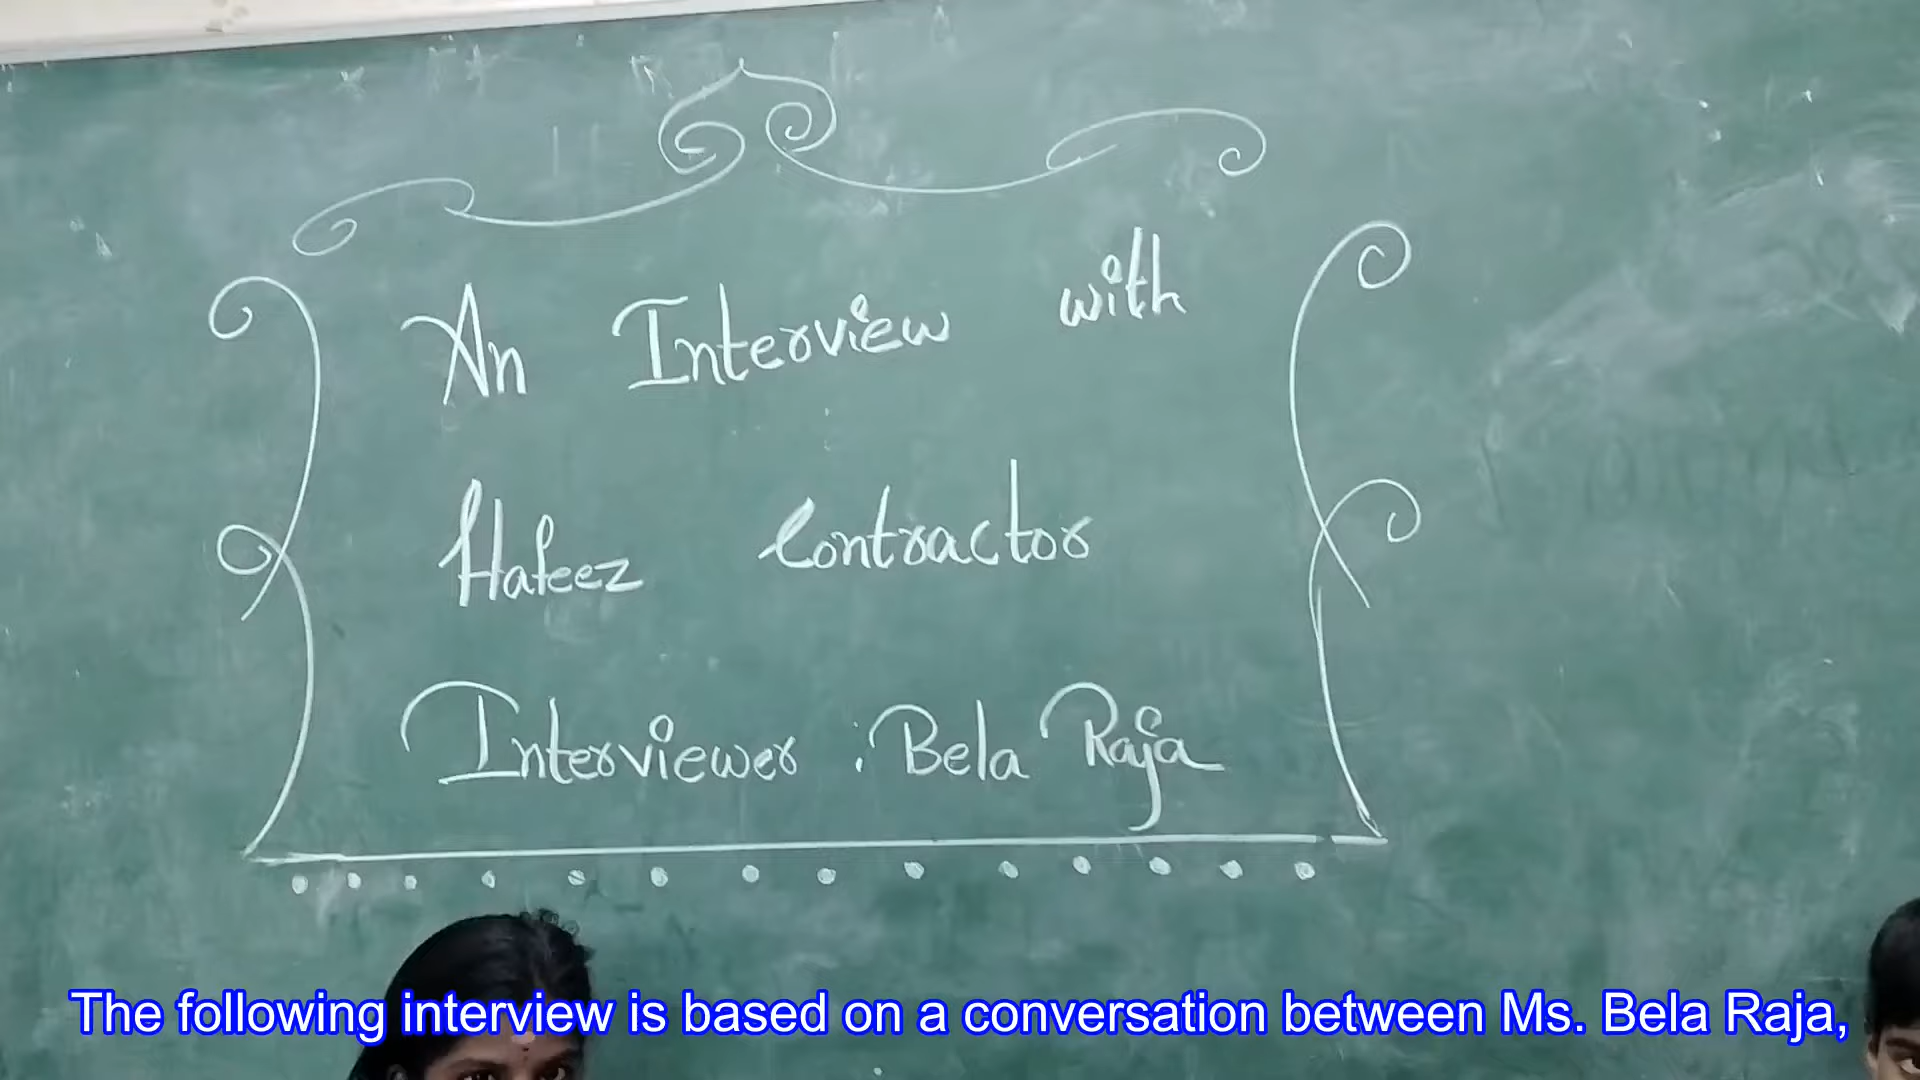 An Interview with
Hafeez Contractor
Interviewer : Bela Raja
The following interview is based on a conversation between Ms. Bela Raja,